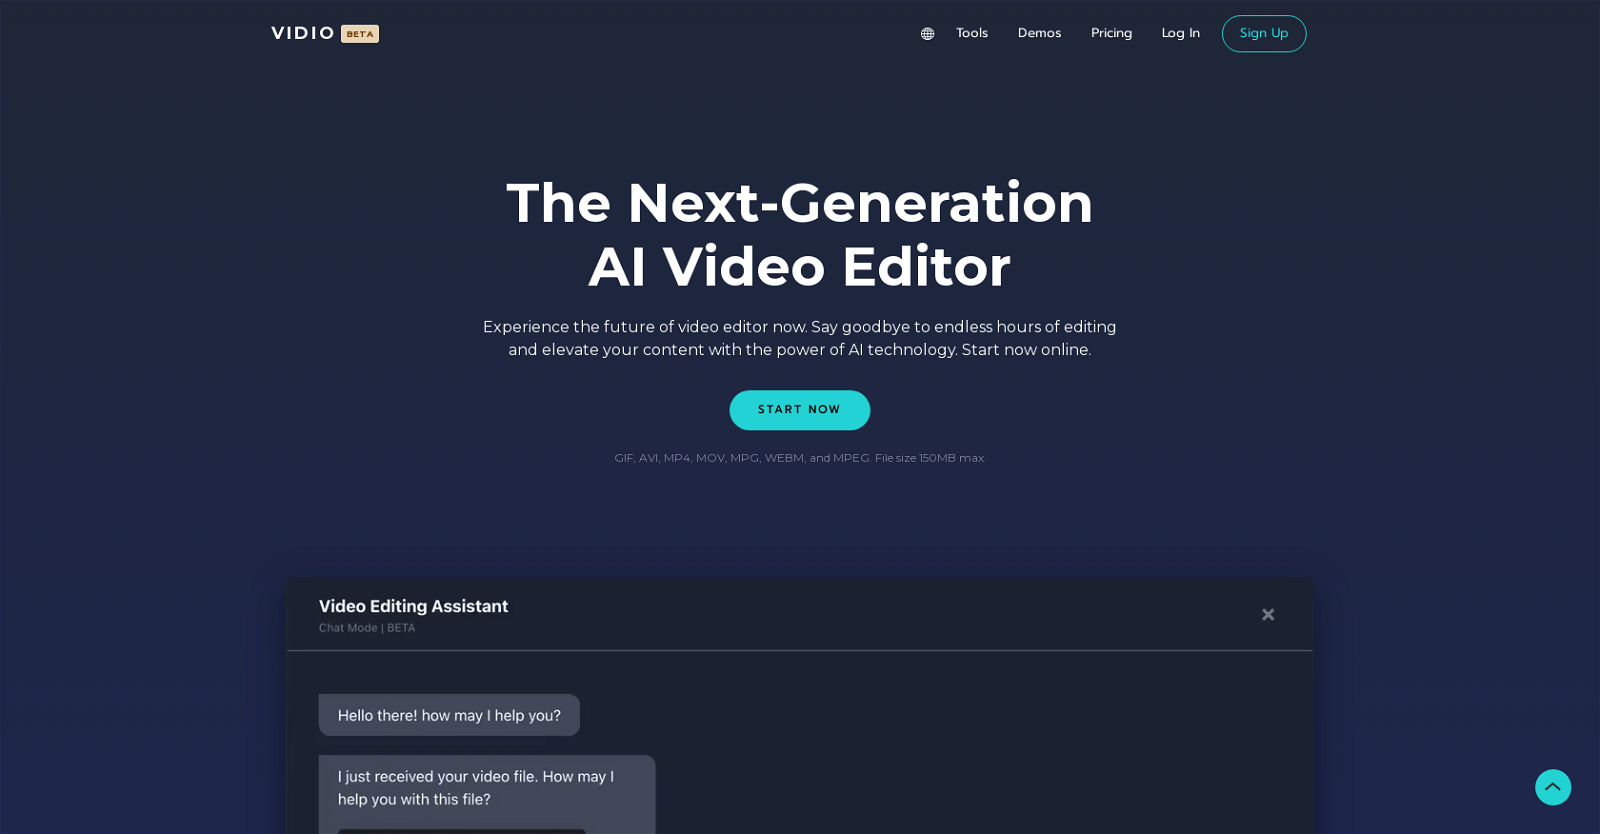 VIDIO BETA
Tools Demos Pricing Log In Sign Up
The Next-Generation
AI Video Editor
Experience the future of video editor now. Say goodbye to endless hours of editing
and elevate your content with the power of AI technology. Start now online.
START NOW
GIF, AVI, MP4, MOV, MPG, WEBM, and MPEG. File size 150MB max.
Video Editing Assistant
Chat Mode | BETA
Hello there! how may I help you?
I just received your video file. How may I
help you with this file?